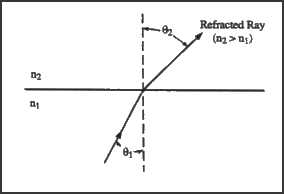 θ₂
Refracted Ray
(n₂ > n₁)
n₂
n₁
θ₁